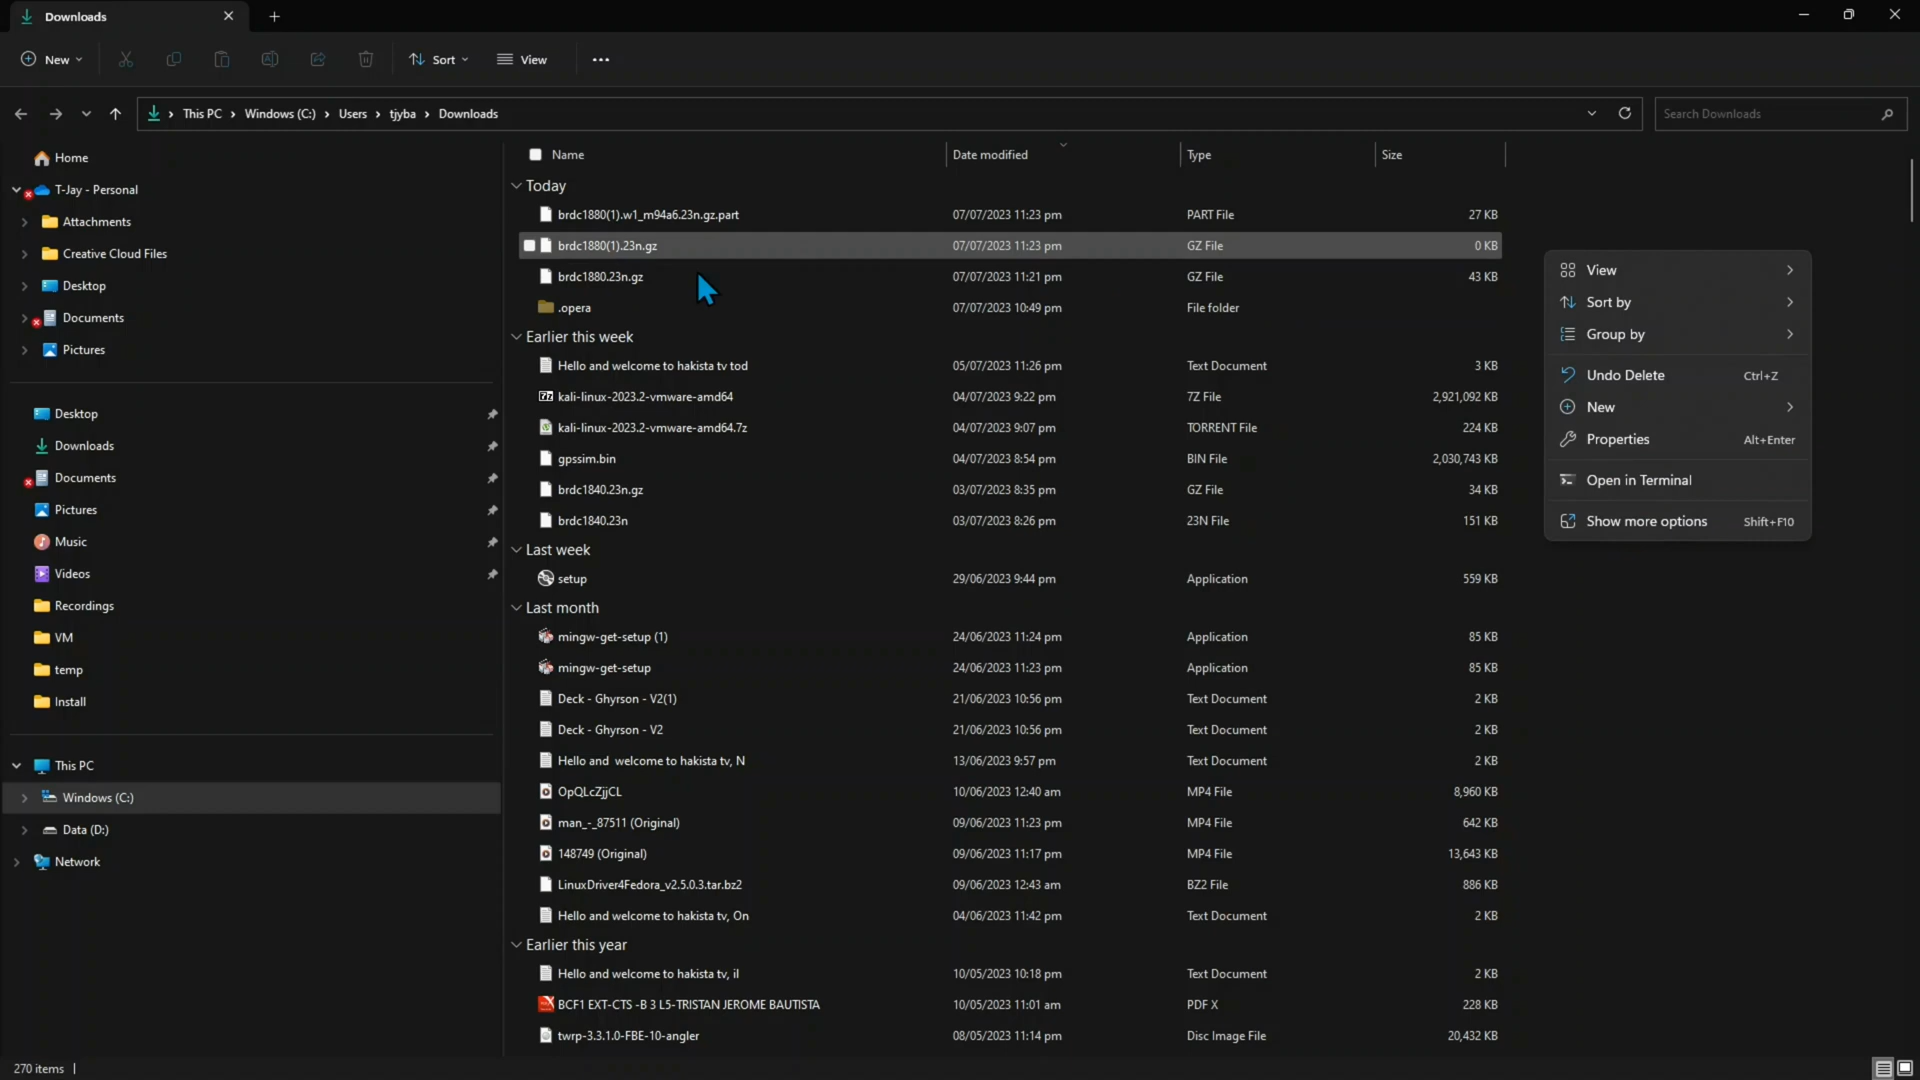 Downloads
New
Sort
View
This PC
Windows (C:)
Users
tjyba
Downloads
Search Downloads
Home
T-Jay - Personal
Attachments
Creative Cloud Files
Desktop
Documents
Pictures
Desktop
Downloads
Documents
Pictures
Music
Videos
Recordings
VM
temp
Install
This PC
Windows (C:)
Data (D:)
Network
Name Date modified Type Size
Today
brdc1880(1).w1_m94a6.23n.gz.part 07/07/2023 11:23 pm PART File 27 KB
brdc1880(1).23n.gz 07/07/2023 11:23 pm GZ File 0 KB
brdc1880.23n.gz 07/07/2023 11:21 pm GZ File 43 KB
.opera 07/07/2023 10:49 pm File folder
Earlier this week
Hello and welcome to hakista tv tod 05/07/2023 11:26 pm Text Document 3 KB
kali-linux-2023.2-vmware-amd64 04/07/2023 9:22 pm 7Z File 2,921,092 KB
kali-linux-2023.2-vmware-amd64.7z 04/07/2023 9:07 pm TORRENT File 224 KB
gpssim.bin 04/07/2023 8:54 pm BIN File 2,030,743 KB
brdc1840.23n.gz 03/07/2023 8:35 pm GZ File 34 KB
brdc1840.23n 03/07/2023 8:26 pm 23N File 151 KB
Last week
setup 29/06/2023 9:44 pm Application 559 KB
Last month
mingw-get-setup (1) 24/06/2023 11:24 pm Application 85 KB
mingw-get-setup 24/06/2023 11:23 pm Application 85 KB
Deck - Ghyrson - V2(1) 21/06/2023 10:56 pm Text Document 2 KB
Deck - Ghyrson - V2 21/06/2023 10:56 pm Text Document 2 KB
Hello and welcome to hakista tv, N 13/06/2023 9:57 pm Text Document 2 KB
OpQLcZjjCL 10/06/2023 12:40 am MP4 File 8,960 KB
man_-_87511 (Original) 09/06/2023 11:23 pm MP4 File 642 KB
148749 (Original) 09/06/2023 11:17 pm MP4 File 13,643 KB
LinuxDriver4Fedora_v2.5.0.3.tar.bz2 09/06/2023 12:43 am BZ2 File 886 KB
Hello and welcome to hakista tv, On 04/06/2023 11:42 pm Text Document 2 KB
Earlier this year
Hello and welcome to hakista tv, il 10/05/2023 10:18 pm Text Document 2 KB
BCF1 EXT-CTS -B 3 L5-TRISTAN JEROME BAUTISTA 10/05/2023 11:01 am PDF X 228 KB
twrp-3.3.1.0-FBE-10-angler 08/05/2023 11:14 pm Disc Image File 20,432 KB
View
Sort by
Group by
Undo Delete Ctrl+Z
New
Properties Alt+Enter
Open in Terminal
Show more options Shift+F10
270 items